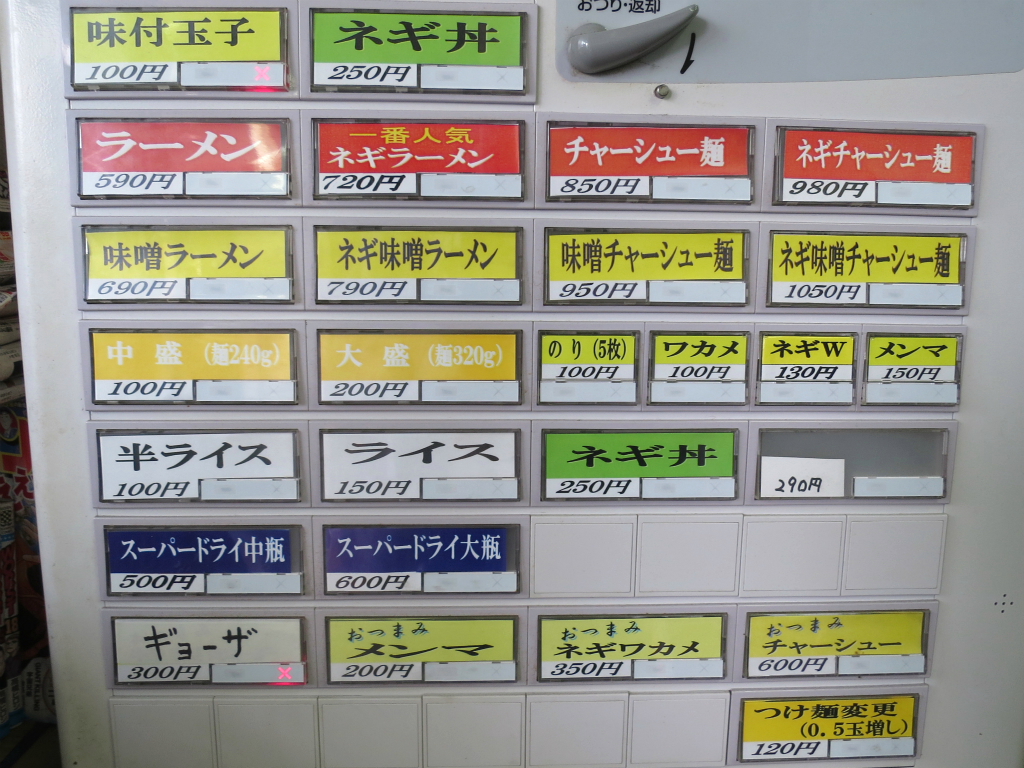 おつり・返却
味付玉子
100円
ネギ丼
250円
ラーメン
590円
一番人気
ネギラーメン
720円
チャーシュー麺
850円
ネギチャーシュー麺
980円
味噌ラーメン
690円
ネギ味噌ラーメン
790円
味噌チャーシュー麺
950円
ネギ味噌チャーシュー麺
1050円
中 盛 (麺240g)
100円
大 盛 (麺320g)
200円
のり(5枚)
100円
ワカメ
100円
ネギW
130円
メンマ
150円
半ライス
100円
ライス
150円
ネギ丼
250円
290円
スーパードライ中瓶
500円
スーパードライ大瓶
600円
ギョーザ
300円
おつまみ
メンマ
200円
おつまみ
ネギワカメ
350円
おつまみ
チャーシュー
600円
つけ麺変更
(0.5玉増し)
120円